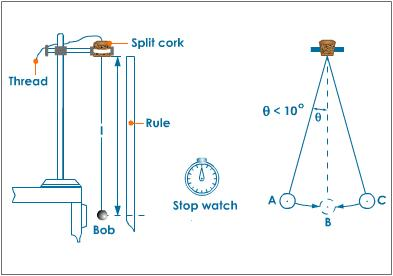 Split cork
Thread
θ < 10°
θ
l
Rule
Stop watch
Bob
A
B
C